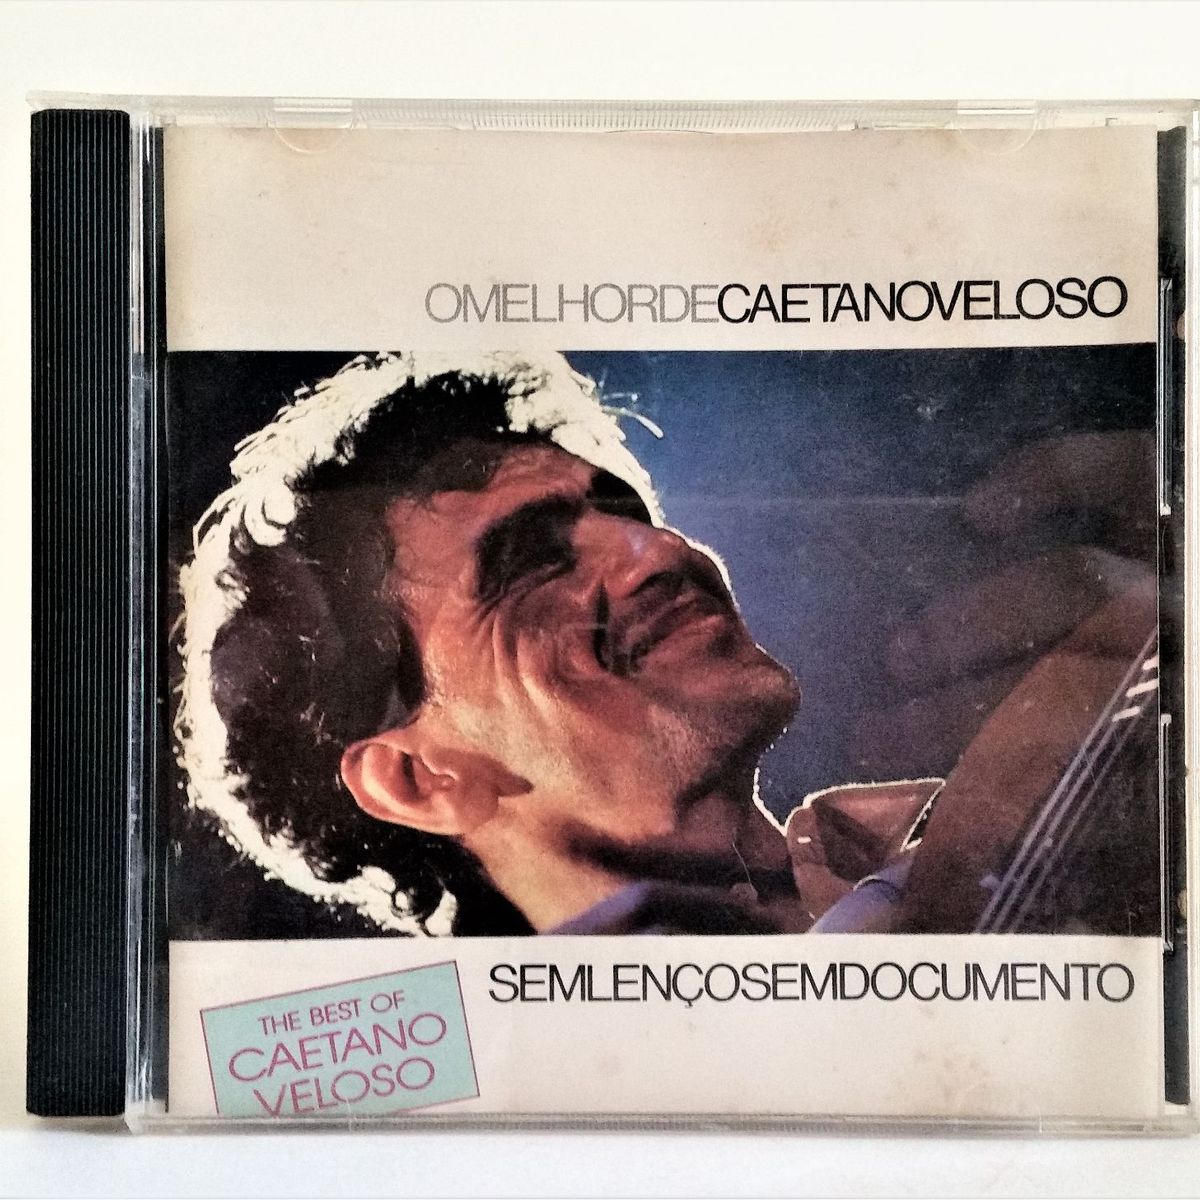 OMELHORDECAETANOVELOSO
SEMLENÇOSEMDOCUMENTO
THE BEST OF
CAETANO
VELOSO